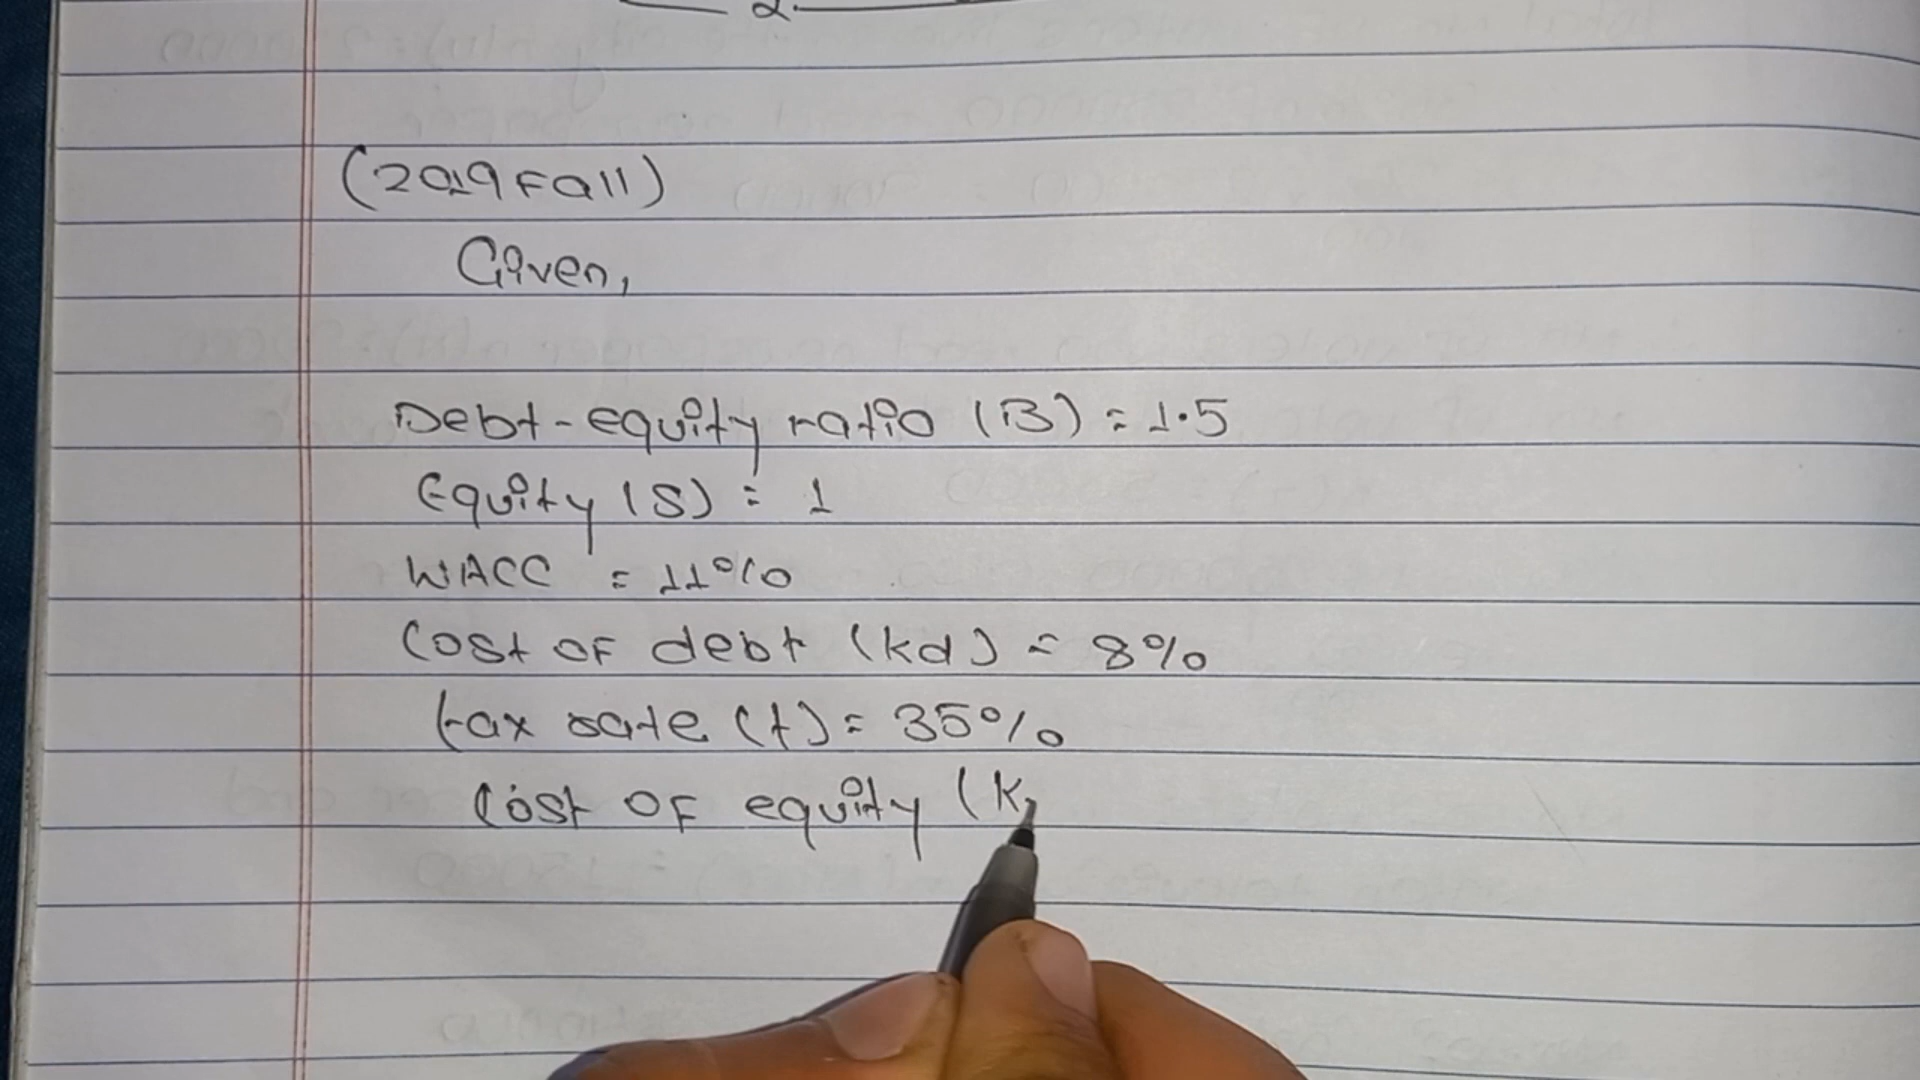 2.
(2019 Fall)
Given,
Debt-equity ratio (B) = 1.5
Equity (S) = 1
WACC = 11%
Cost OF debt (kd) = 8%
tax rate (t) = 35%
Cost OF equity (K